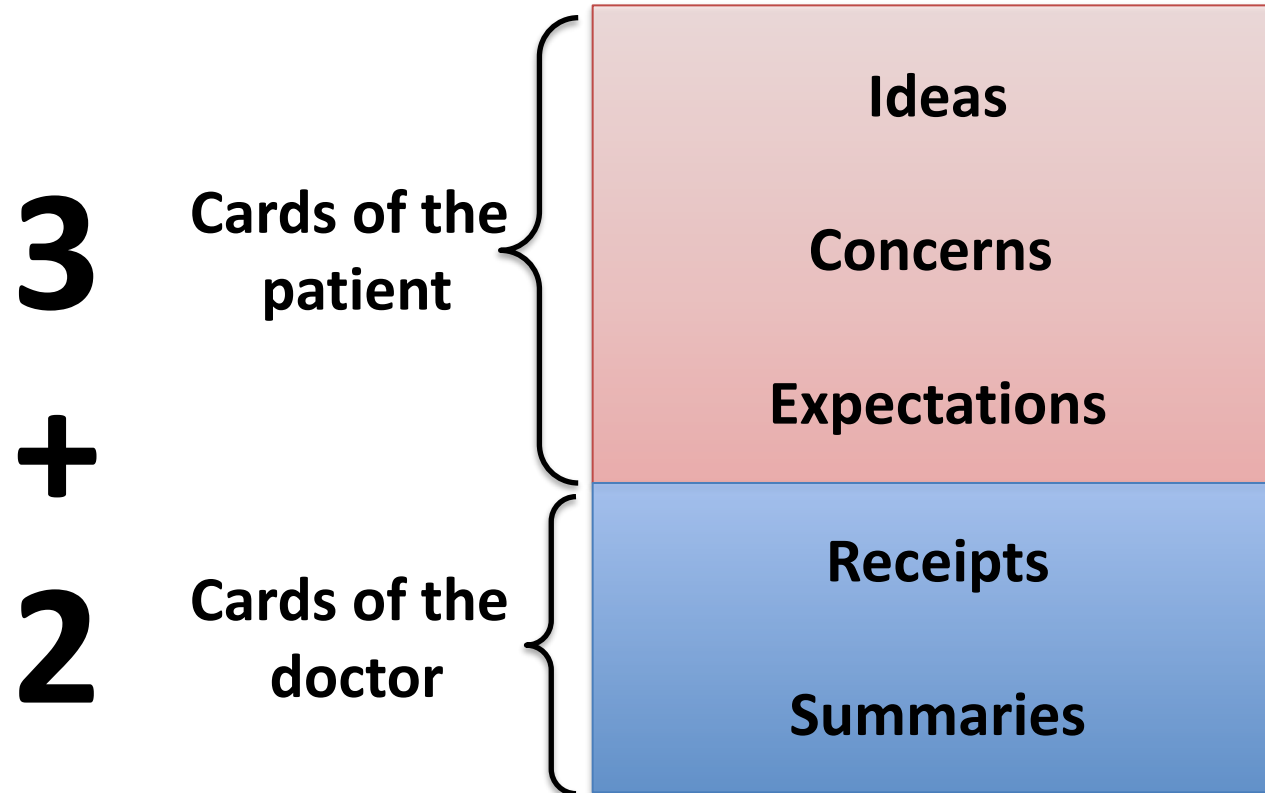 3
Cards of the
patient
Ideas
Concerns
Expectations
+
2
Cards of the
doctor
Receipts
Summaries